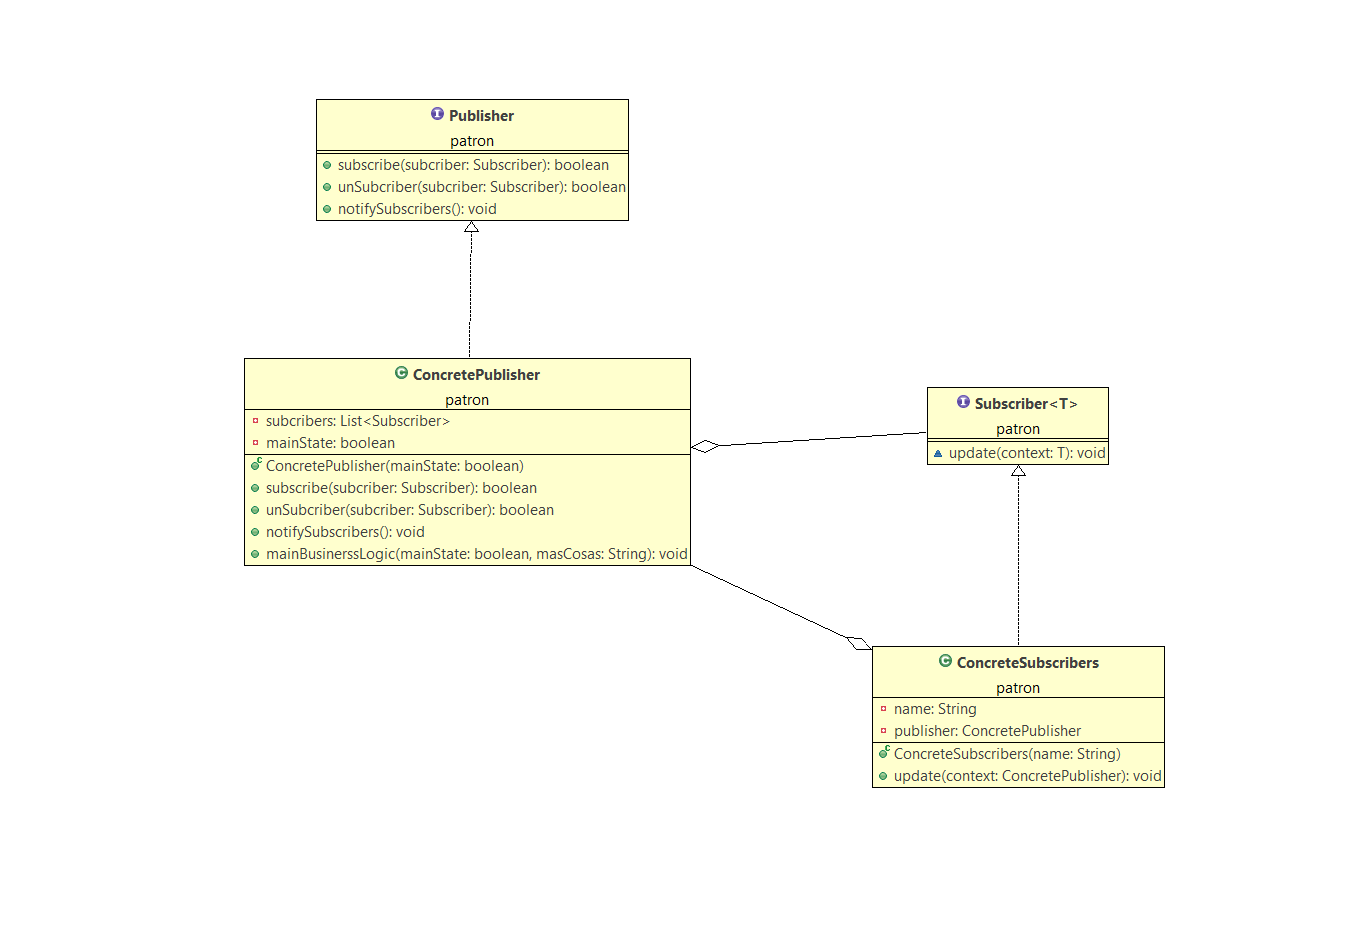 Publisher
patron
subscribe(subcriber: Subscriber): boolean
unSubcriber(subcriber: Subscriber): boolean
notifySubscribers(): void
ConcretePublisher
patron
subcribers: List<Subscriber>
mainState: boolean
ConcretePublisher(mainState: boolean)
subscribe(subcriber: Subscriber): boolean
unSubcriber(subcriber: Subscriber): boolean
notifySubscribers(): void
mainBusinerssLogic(mainState: boolean, masCosas: String): void
Subscriber<T>
patron
update(context: T): void
ConcreteSubscribers
patron
name: String
publisher: ConcretePublisher
ConcreteSubscribers(name: String)
update(context: ConcretePublisher): void